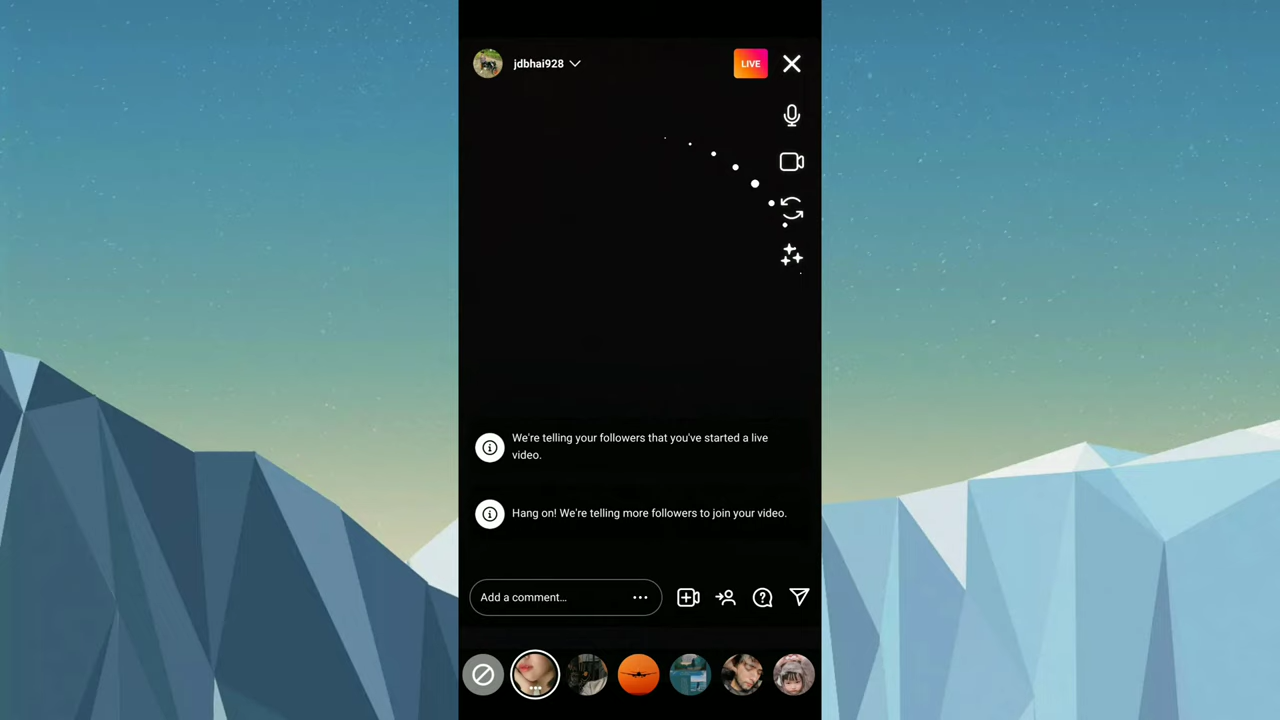 jdbhai928
LIVE
We're telling your followers that you've started a live
video.
Hang on! We're telling more followers to join your video.
Add a comment...